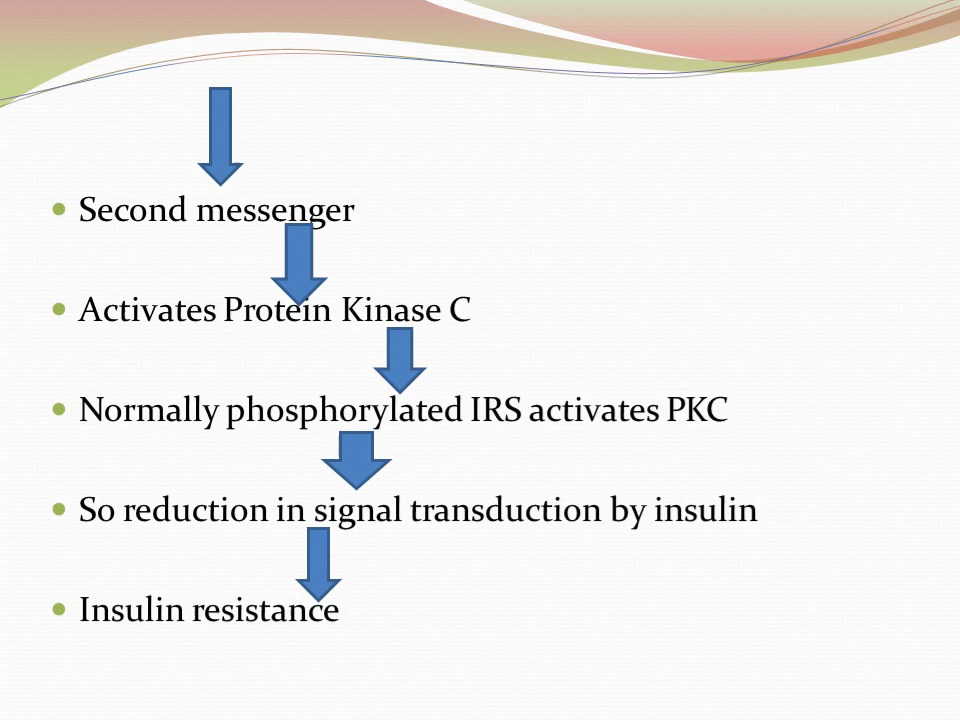 Second messenger
Activates Protein Kinase C
Normally phosphorylated IRS activates PKC
So reduction in signal transduction by insulin
Insulin resistance